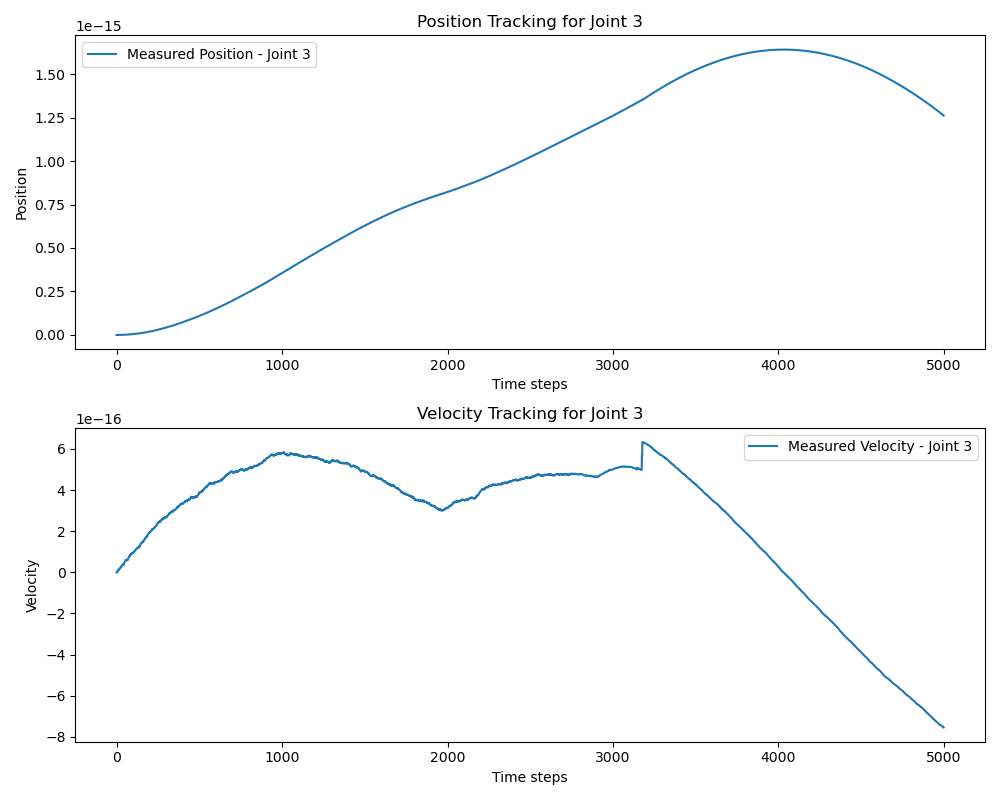 Position Tracking for Joint 3
1e−15
Measured Position - Joint 3
1.50
1.25
1.00
0.75
0.50
0.25
0.00
Position
0 1000 2000 3000 4000 5000
Time steps
Velocity Tracking for Joint 3
1e−16
Measured Velocity - Joint 3
6
4
2
0
−2
−4
−6
−8
Velocity
0 1000 2000 3000 4000 5000
Time steps